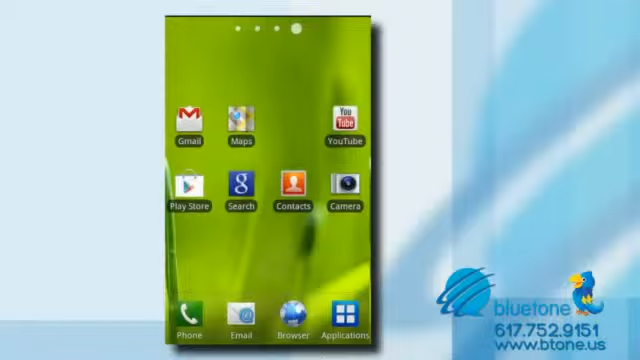 Gmail Maps YouTube
Play Store Search Contacts Camera
Phone Email Browser Applications
bluetone
617.752.9151
www.btone.us